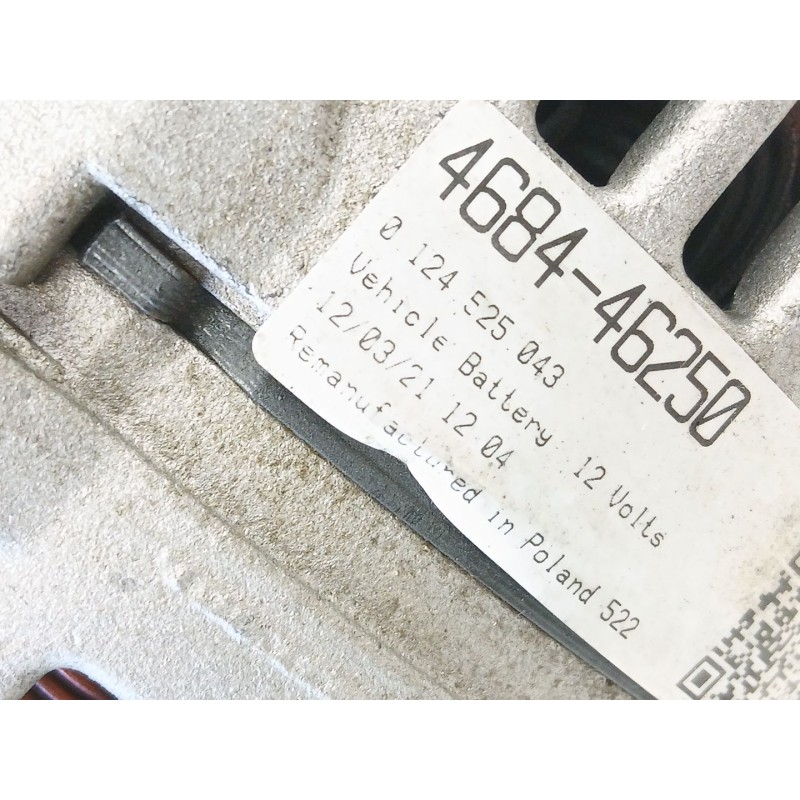 4684-46250
0 124 525 043
Vehicle Battery: 12 Volts
12/03/21 12 04
Remanufactured in Poland 522